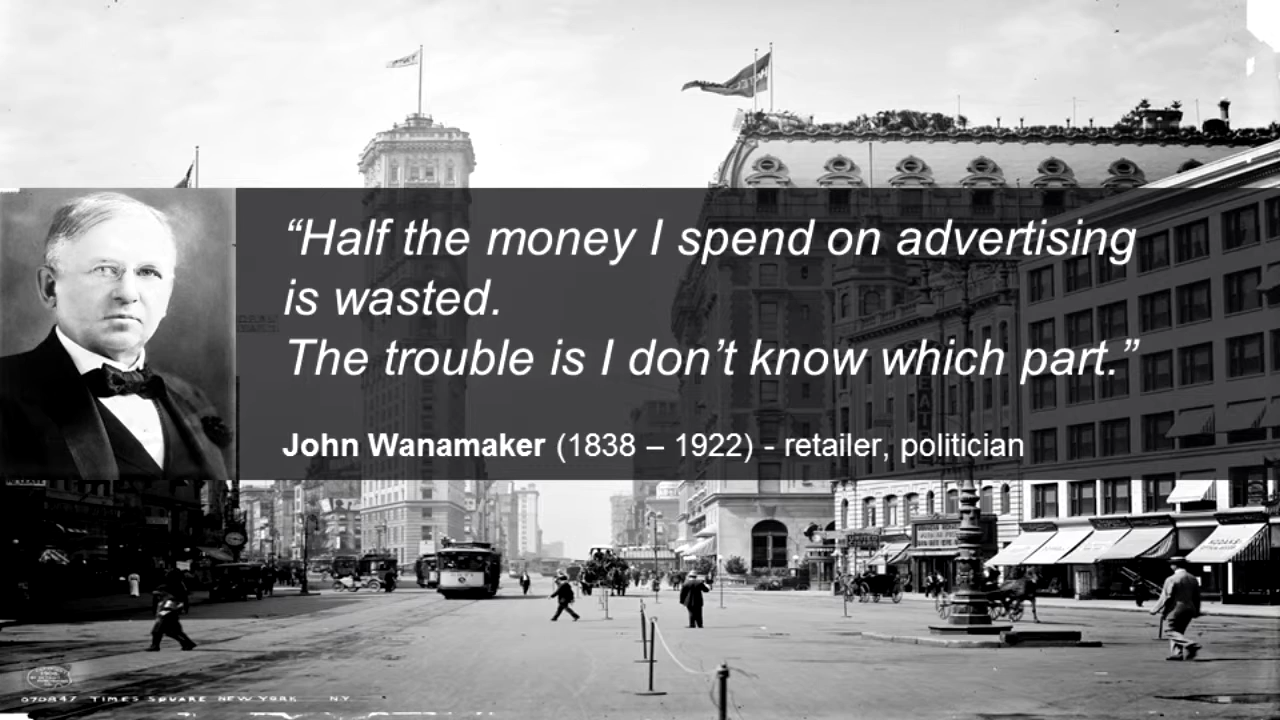 “Half the money I spend on advertising
is wasted.
The trouble is I don’t know which part.”
John Wanamaker (1838 – 1922) - retailer, politician
070847 TIMES SQUARE NEW YORK N.Y.